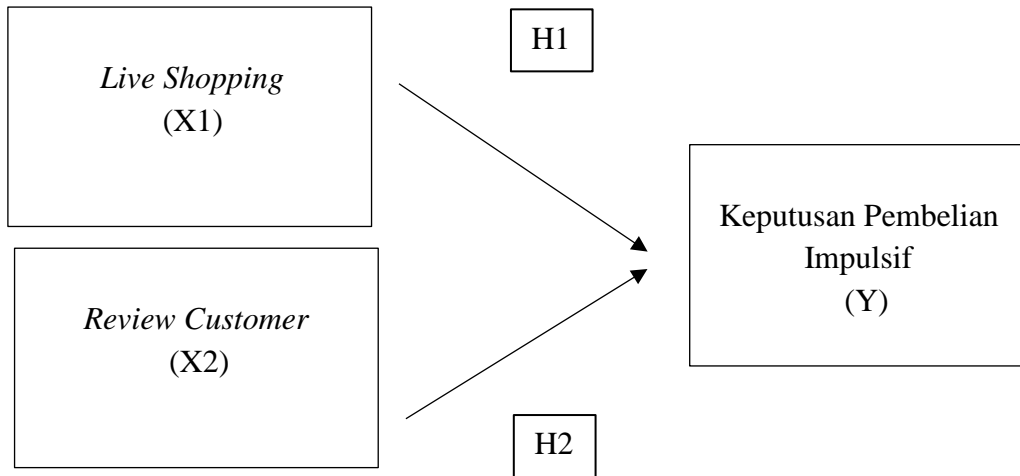 H1
Live Shopping
(X1)
Keputusan Pembelian
Impulsif
(Y)
Review Customer
(X2)
H2